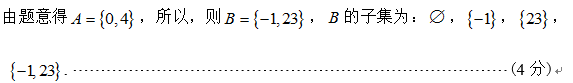 由题意得 A = {0,4} ，所以，则 B = {−1,23} ， B 的子集为：∅，{−1}，{23}，
{−1,23} . ……………………………………………………………………(4 分)